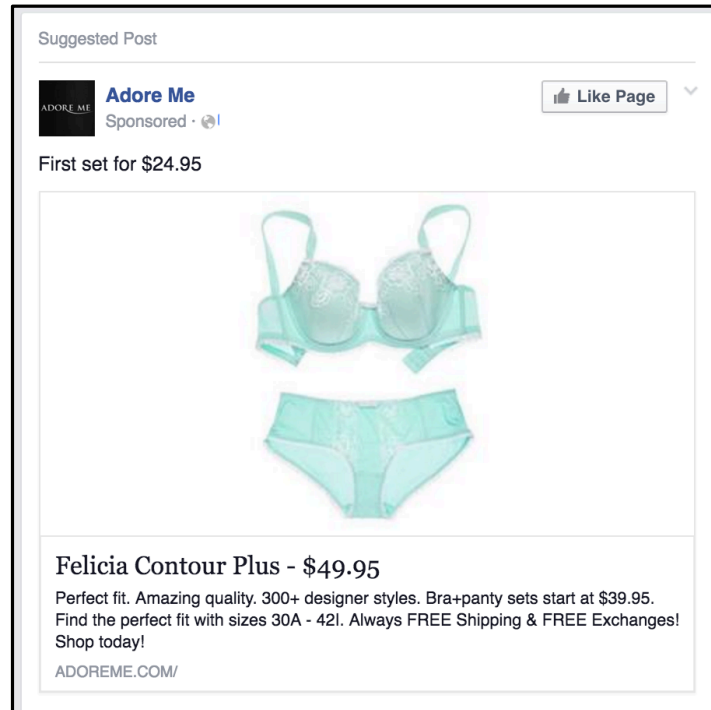 Suggested Post
ADORE ME
Adore Me
Like Page
Sponsored ·
First set for $24.95
Felicia Contour Plus - $49.95
Perfect fit. Amazing quality. 300+ designer styles. Bra+panty sets start at $39.95.
Find the perfect fit with sizes 30A - 42I. Always FREE Shipping & FREE Exchanges!
Shop today!
ADOREME.COM/